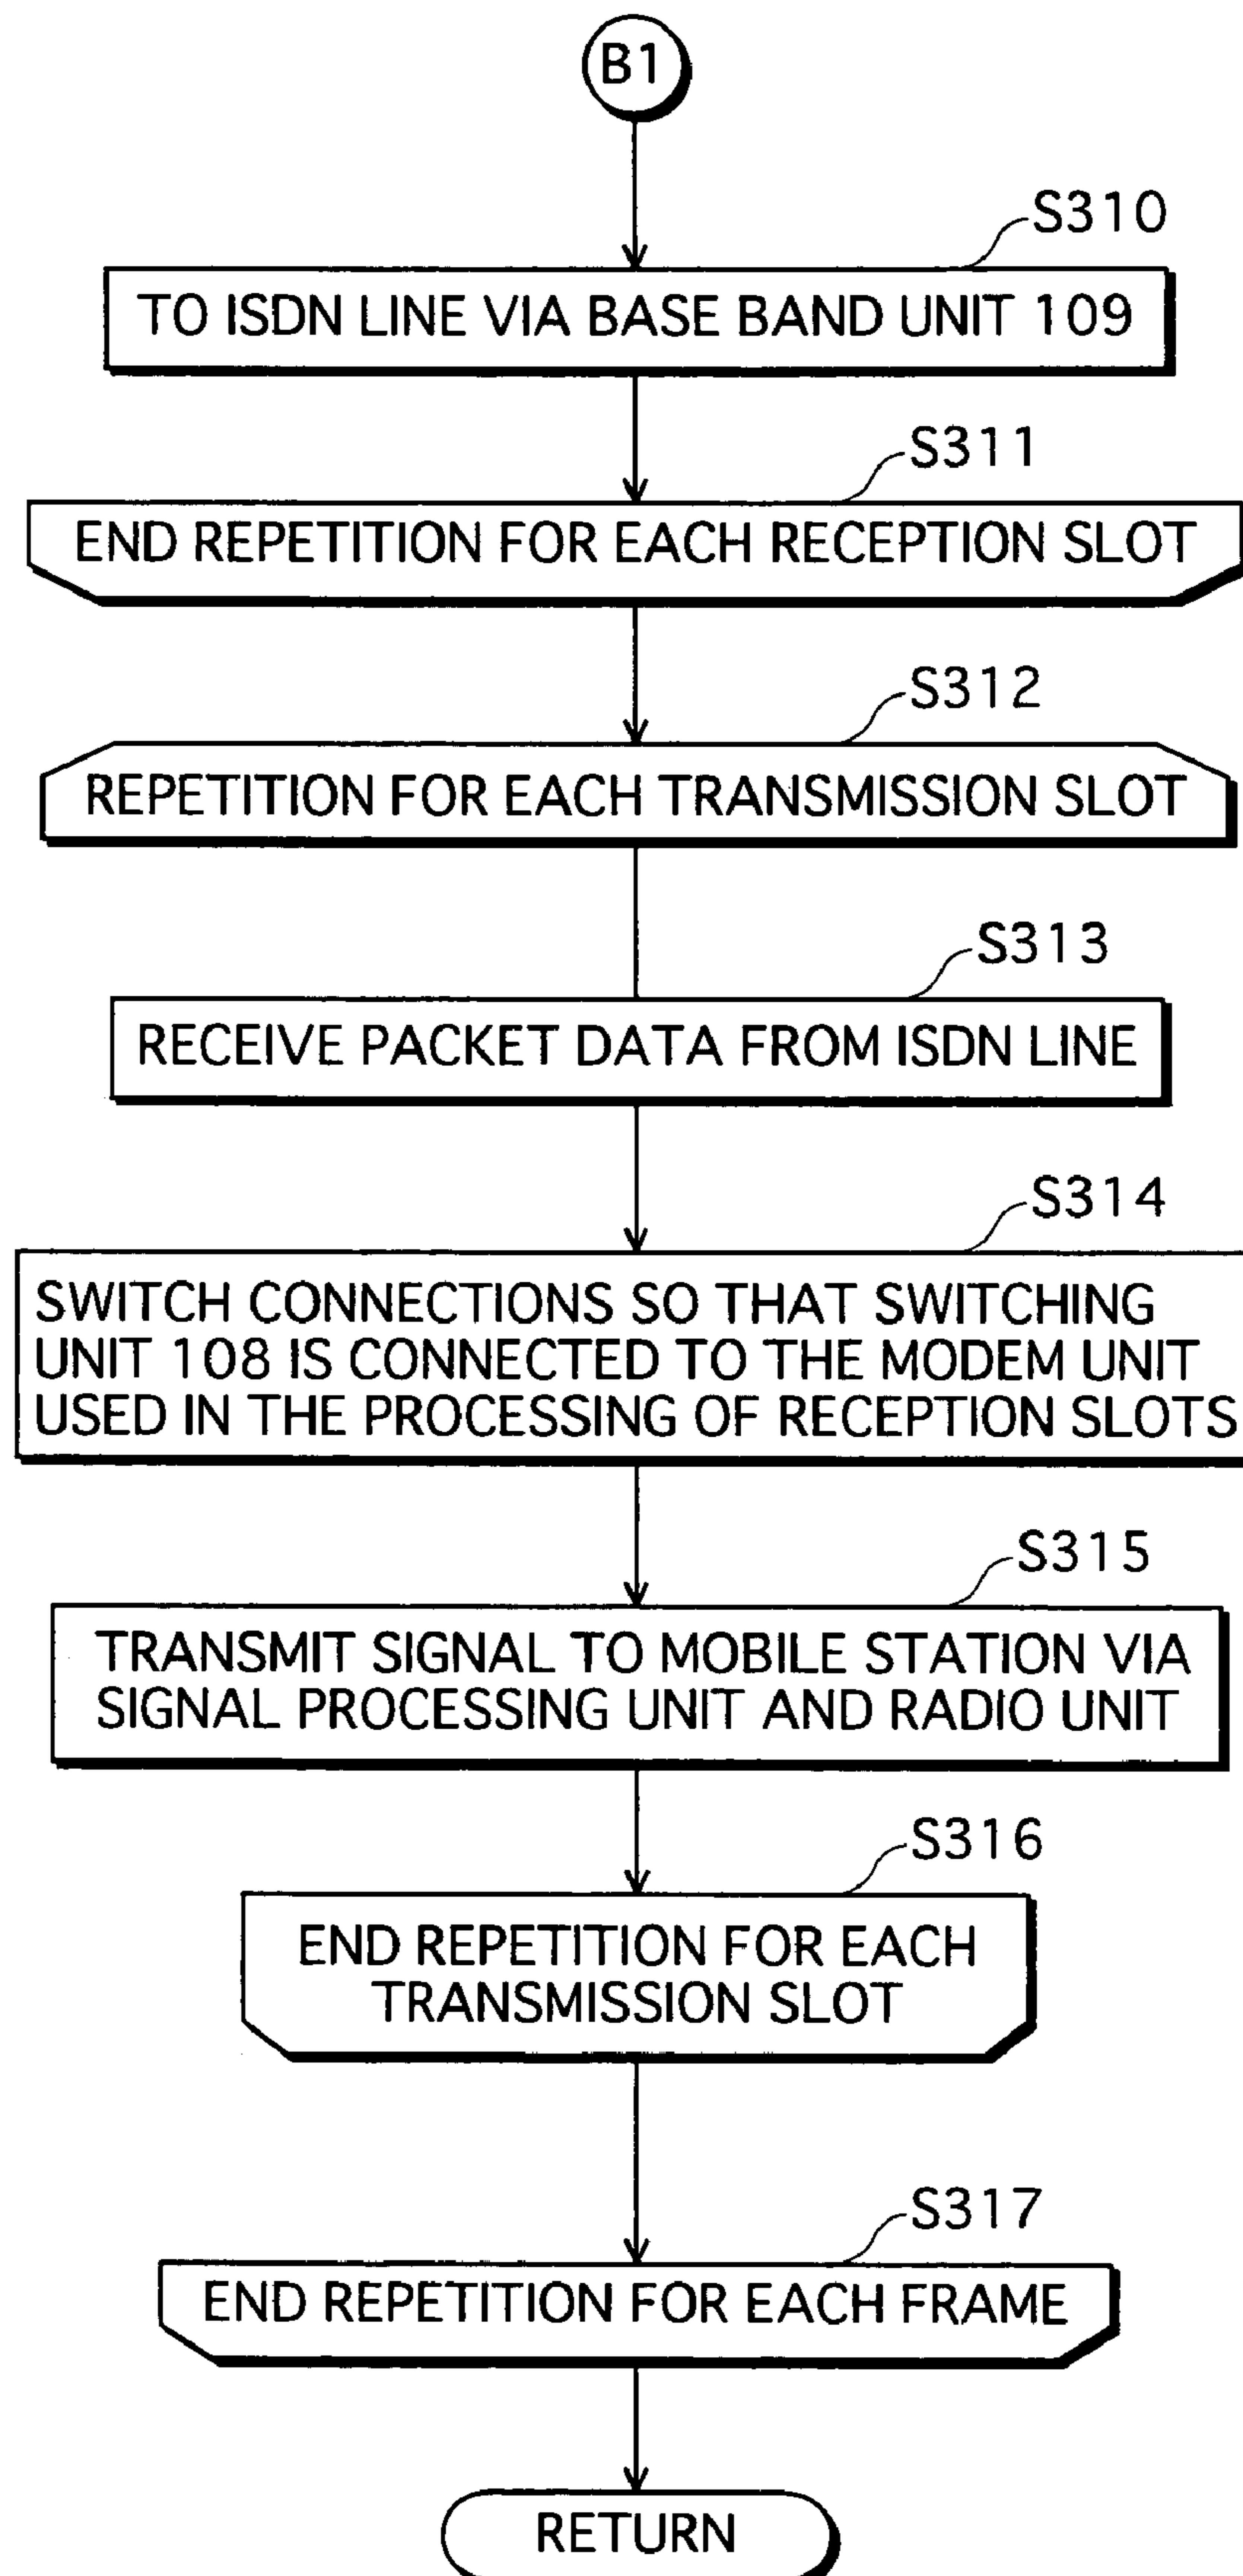 B1
S310
TO ISDN LINE VIA BASE BAND UNIT 109
S311
END REPETITION FOR EACH RECEPTION SLOT
S312
REPETITION FOR EACH TRANSMISSION SLOT
S313
RECEIVE PACKET DATA FROM ISDN LINE
S314
SWITCH CONNECTIONS SO THAT SWITCHING
UNIT 108 IS CONNECTED TO THE MODEM UNIT
USED IN THE PROCESSING OF RECEPTION SLOTS
S315
TRANSMIT SIGNAL TO MOBILE STATION VIA
SIGNAL PROCESSING UNIT AND RADIO UNIT
S316
END REPETITION FOR EACH
TRANSMISSION SLOT
S317
END REPETITION FOR EACH FRAME
RETURN